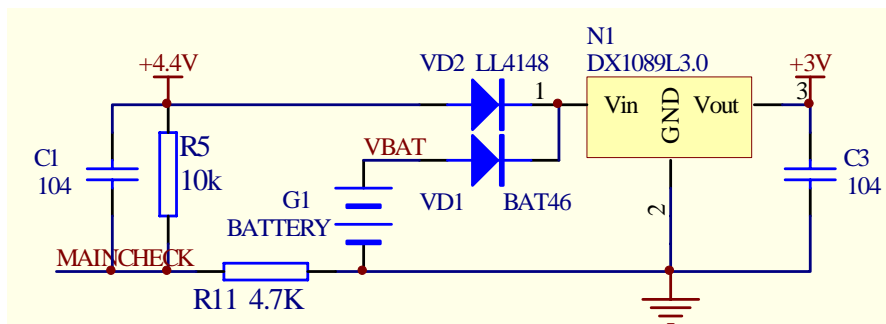 N1
+4.4V
VD2 LL4148
DX1089L3.0
+3V
1
3
Vin
GND
Vout
R5
VBAT
C1
10k
C3
104
104
G1
VD1
BAT46
BATTERY
2
MAINCHECK
R11 4.7K